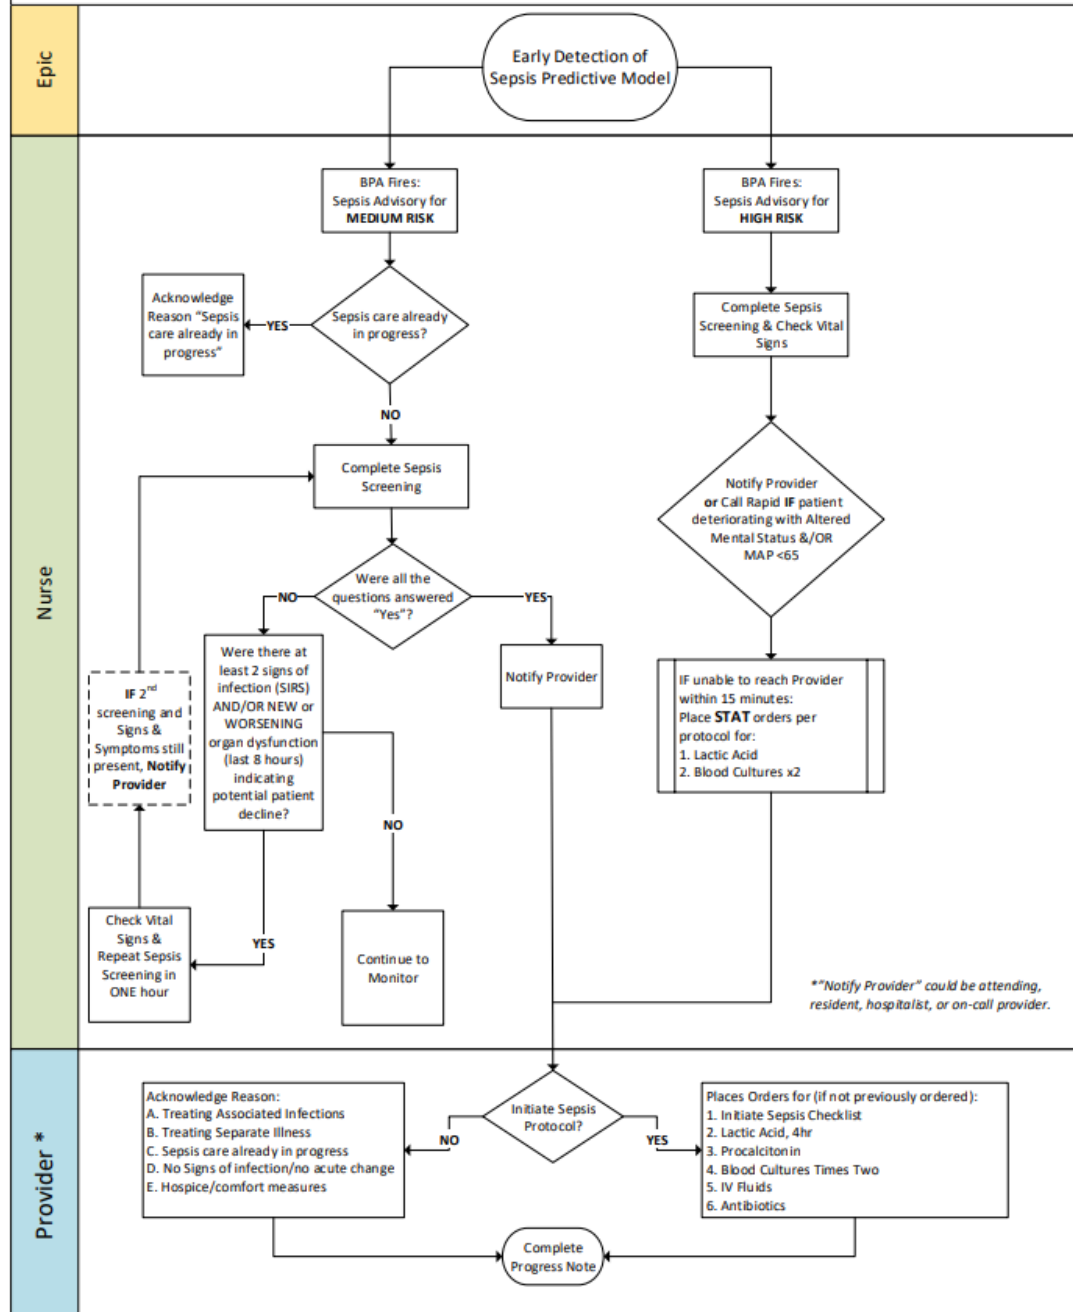 Epic
Early Detection of
Sepsis Predictive Model
Nurse
BPA Fires:
Sepsis Advisory for
MEDIUM RISK
BPA Fires:
Sepsis Advisory for
HIGH RISK
Sepsis care already
in progress?
YES
Acknowledge
Reason “Sepsis
care already in
progress”
NO
Complete Sepsis
Screening
Complete Sepsis
Screening & Check Vital
Signs
Notify Provider
or Call Rapid IF patient
deteriorating with Altered
Mental Status &/OR
MAP <65
Were all the
questions answered
“Yes”?
NO
YES
Were there at
least 2 signs of
infection (SIRS)
AND/OR NEW or
WORSENING
organ dysfunction
(last 8 hours)
indicating
potential patient
decline?
Notify Provider
IF unable to reach Provider
within 15 minutes:
Place STAT orders per
protocol for:
1. Lactic Acid
2. Blood Cultures x2
IF 2nd
screening and
Signs &
Symptoms still
present, Notify
Provider
NO
YES
Check Vital
Signs &
Repeat Sepsis
Screening in
ONE hour
Continue to
Monitor
*“Notify Provider” could be attending,
resident, hospitalist, or on-call provider.
Provider *
Initiate Sepsis
Protocol?
NO
YES
Acknowledge Reason:
A. Treating Associated Infections
B. Treating Separate Illness
C. Sepsis care already in progress
D. No Signs of infection/no acute change
E. Hospice/comfort measures
Places Orders for (if not previously ordered):
1. Initiate Sepsis Checklist
2. Lactic Acid, 4hr
3. Procalcitonin
4. Blood Cultures Times Two
5. IV Fluids
6. Antibiotics
Complete
Progress Note